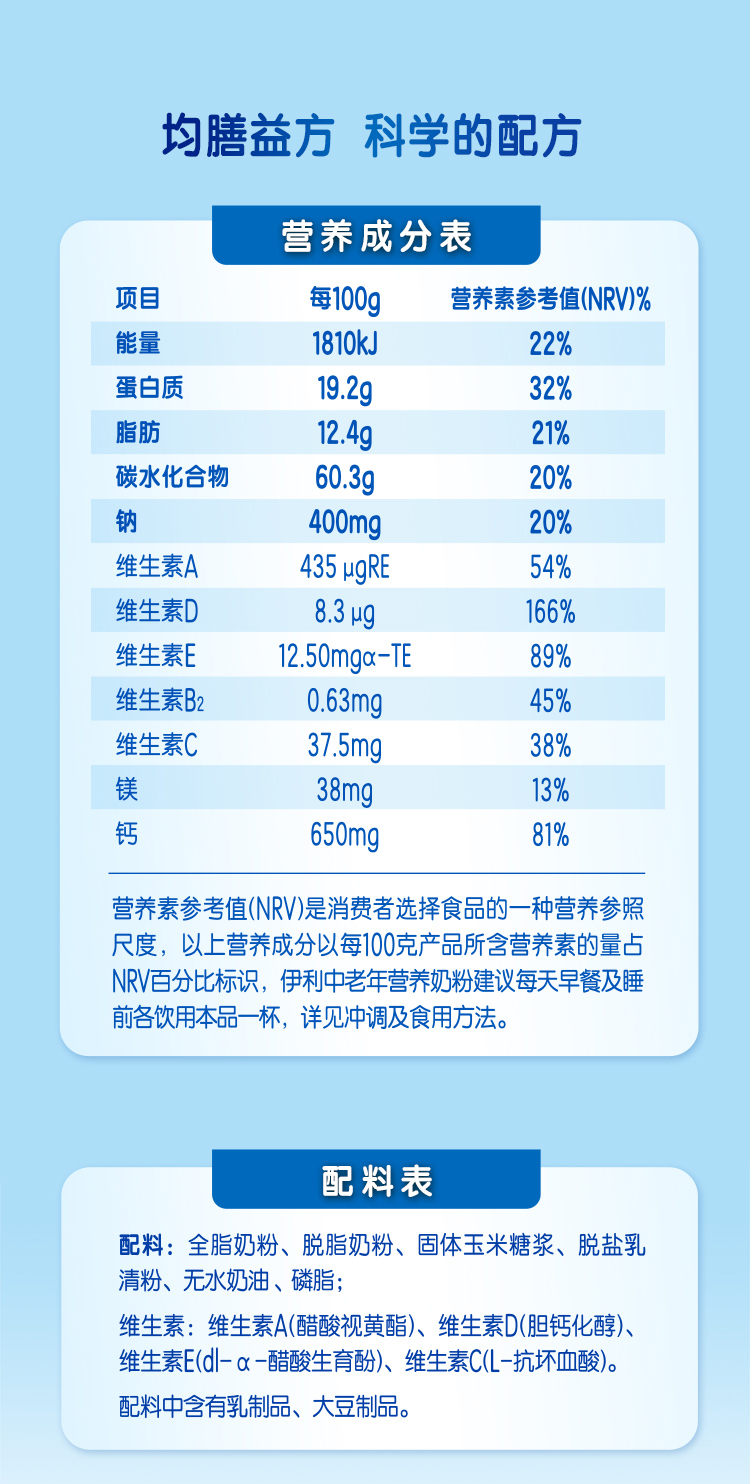 均膳益方 科学的配方
营养成分表
项目 每100g 营养素参考值(NRV)%
能量 1810kJ 22%
蛋白质 19.2g 32%
脂肪 12.4g 21%
碳水化合物 60.3g 20%
钠 400mg 20%
维生素A 435 μgRE 54%
维生素D 8.3 μg 166%
维生素E 12.50mgα-TE 89%
维生素B2 0.63mg 45%
维生素C 37.5mg 38%
镁 38mg 13%
钙 650mg 81%
营养素参考值(NRV)是消费者选择食品的一种营养参照
尺度，以上营养成分以每100克产品所含营养素的量占
NRV百分比标识，伊利中老年营养奶粉建议每天早餐及睡
前各饮用本品一杯，详见冲调及食用方法。
配料表
配料：全脂奶粉、脱脂奶粉、固体玉米糖浆、脱盐乳
清粉、无水奶油、磷脂；
维生素：维生素A(醋酸视黄酯)、维生素D(胆钙化醇)、
维生素E(dl-α-醋酸生育酚)、维生素C(L-抗坏血酸)。
配料中含有乳制品、大豆制品。